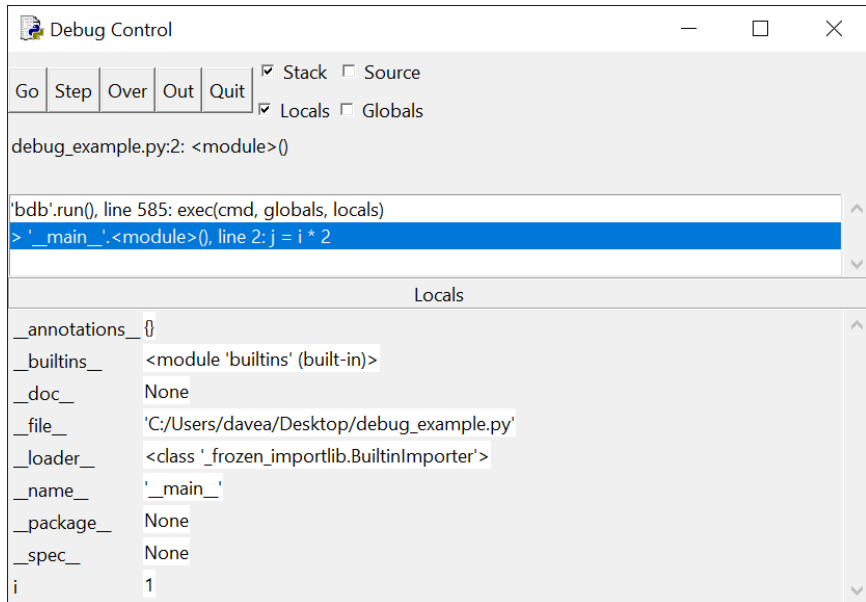 Debug Control
Go Step Over Out Quit
Stack Source
Locals Globals
debug_example.py:2: <module>()
'bdb'.run(), line 585: exec(cmd, globals, locals)
> '__main__'.<module>(), line 2: j = i * 2
Locals
__annotations__ {}
__builtins__ <module 'builtins' (built-in)>
__doc__ None
__file__ 'C:/Users/davea/Desktop/debug_example.py'
__loader__ <class '_frozen_importlib.BuiltinImporter'>
__name__ '__main__'
__package__ None
__spec__ None
i 1